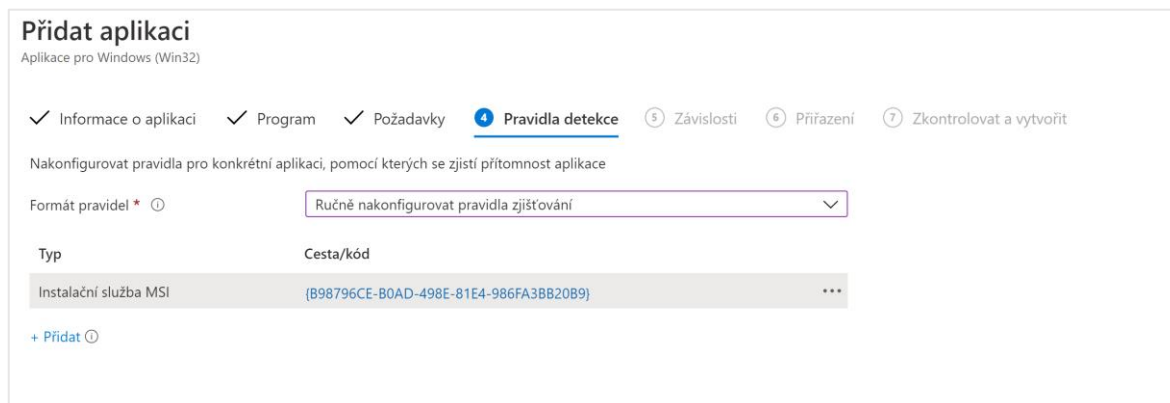 Přidat aplikaci
Aplikace pro Windows (Win32)
Informace o aplikaci Program Požadavky 4 Pravidla detekce 5 Závislosti 6 Přiřazení 7 Zkontrolovat a vytvořit
Nakonfigurovat pravidla pro konkrétní aplikaci, pomocí kterých se zjistí přítomnost aplikace
Formát pravidel * Ručně nakonfigurovat pravidla zjišťování
Typ Cesta/kód
Instalační služba MSI {B98796CE-B0AD-498E-81E4-986FA3BB20B9} •••
+ Přidat